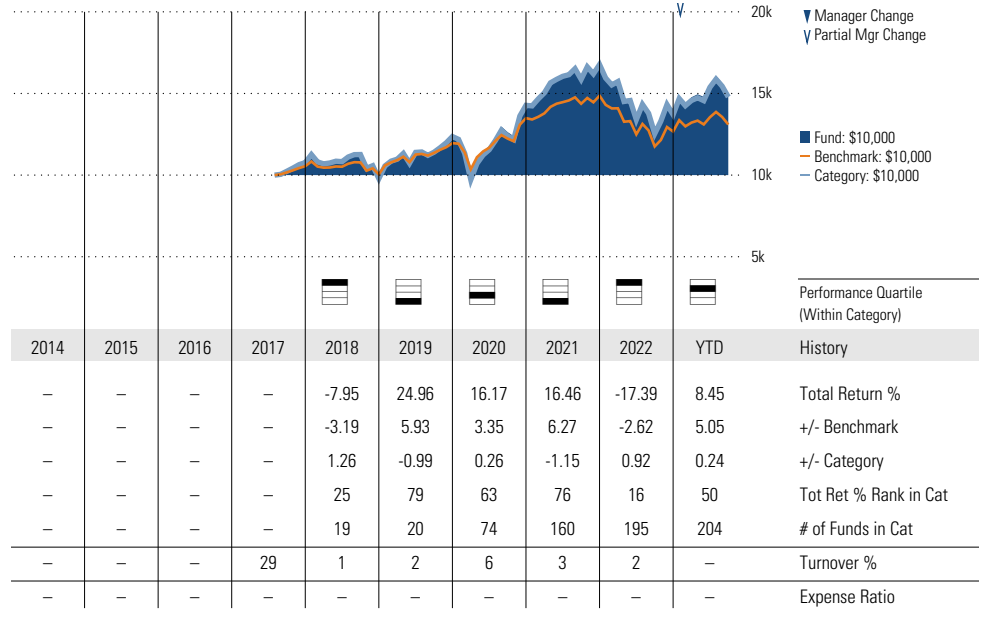 20k
▼ Manager Change
V Partial Mgr Change
15k
Fund: $10,000
Benchmark: $10,000
Category: $10,000
10k
5k
Performance Quartile
(Within Category)
2014 2015 2016 2017 2018 2019 2020 2021 2022 YTD History
– – – – -7.95 24.96 16.17 16.46 -17.39 8.45 Total Return %
– – – – -3.19 5.93 3.35 6.27 -2.62 5.05 +/- Benchmark
– – – – 1.26 -0.99 0.26 -1.15 0.92 0.24 +/- Category
– – – – 25 79 63 76 16 50 Tot Ret % Rank in Cat
– – – – 19 20 74 160 195 204 # of Funds in Cat
– – – 29 1 2 6 3 2 – Turnover %
– – – – – – – – – – Expense Ratio